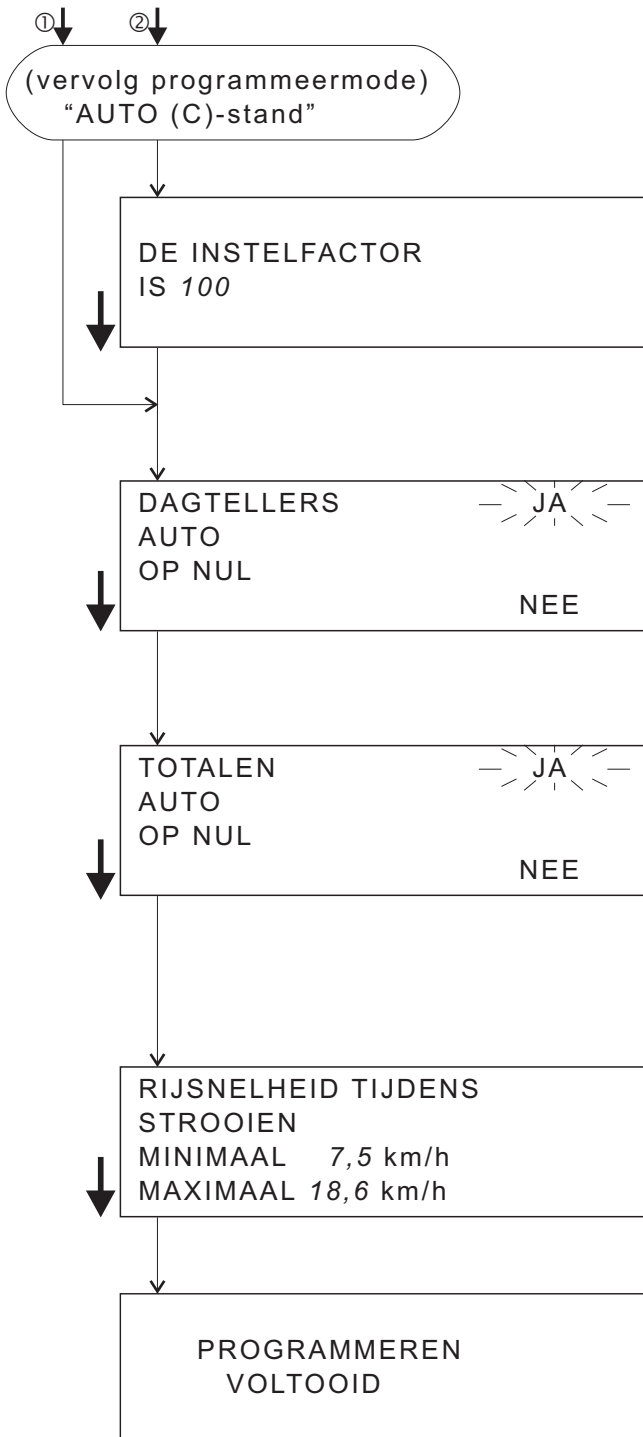 ① ②
(vervolg programmeermode)
“AUTO (C)-stand”
DE INSTELFACTOR
IS 100
DAGTELLERS JA
AUTO
OP NUL
NEE
TOTALEN JA
AUTO
OP NUL
NEE
RIJSNELHEID TIJDENS
STROOIEN
MINIMAAL 7,5 km/h
MAXIMAAL 18,6 km/h
PROGRAMMEREN
VOLTOOID